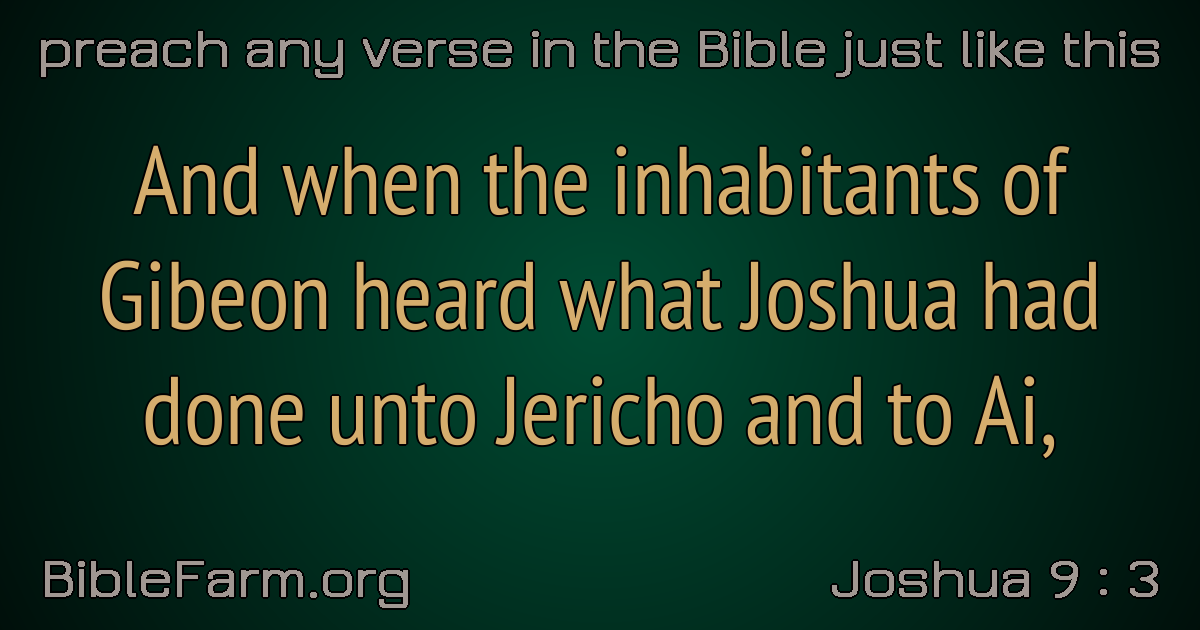 preach any verse in the Bible just like this
And when the inhabitants of
Gibeon heard what Joshua had
done unto Jericho and to Ai,
BibleFarm.org
Joshua 9 : 3